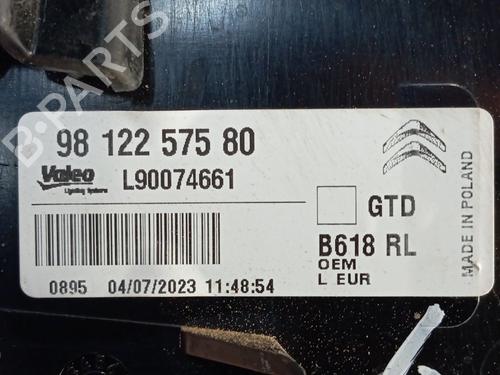 98 122 575 80
Valeo
Lighting Systems
L90074661
GTD
B618 RL
OEM
L EUR
0895 04/07/2023 11:48:54
MADE IN POLAND
B-PARTS